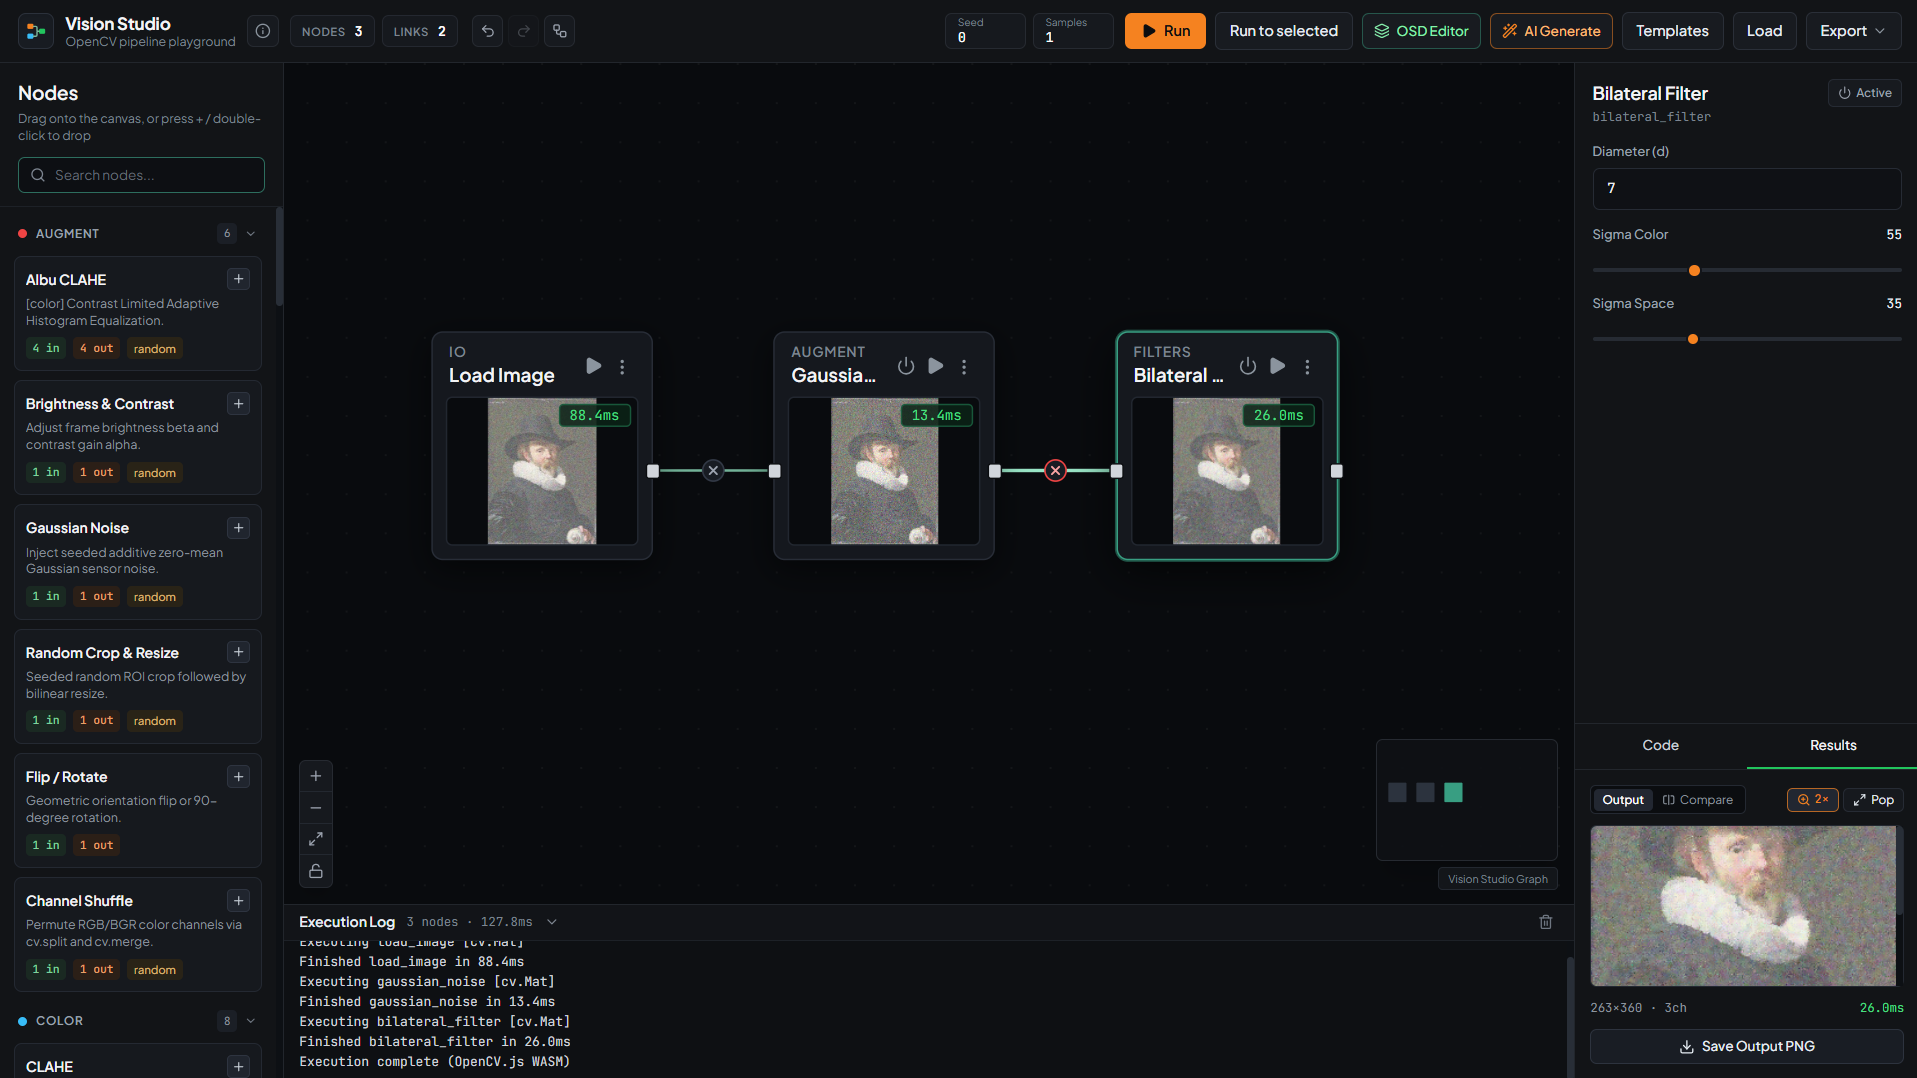 Vision Studio
OpenCV pipeline playground
NODES 3
LINKS 2
Seed
0
Samples
1
Run
Run to selected
OSD Editor
AI Generate
Templates
Load
Export
Nodes
Drag onto the canvas, or press + / double-
click to drop
Search nodes...
AUGMENT 6
Albu CLAHE
[color] Contrast Limited Adaptive
Histogram Equalization.
4 in 4 out random
Brightness & Contrast
Adjust frame brightness beta and
contrast gain alpha.
1 in 1 out random
Gaussian Noise
Inject seeded additive zero-mean
Gaussian sensor noise.
1 in 1 out random
Random Crop & Resize
Seeded random ROI crop followed by
bilinear resize.
1 in 1 out random
Flip / Rotate
Geometric orientation flip or 90-
degree rotation.
1 in 1 out
Channel Shuffle
Permute RGB/BGR color channels via
cv.split and cv.merge.
1 in 1 out random
COLOR 8
CLAHE
IO
Load Image
88.4ms
AUGMENT
Gaussia...
13.4ms
FILTERS
Bilateral ...
26.0ms
Vision Studio Graph
Execution Log 3 nodes · 127.8ms
Executing load_image [cv.Mat]
Finished load_image in 88.4ms
Executing gaussian_noise [cv.Mat]
Finished gaussian_noise in 13.4ms
Executing bilateral_filter [cv.Mat]
Finished bilateral_filter in 26.0ms
Execution complete (OpenCV.js WASM)
Bilateral Filter
Active
bilateral_filter
Diameter (d)
7
Sigma Color 55
Sigma Space 35
Code
Results
Output
Compare
2×
Pop
263×360 · 3ch
26.0ms
Save Output PNG